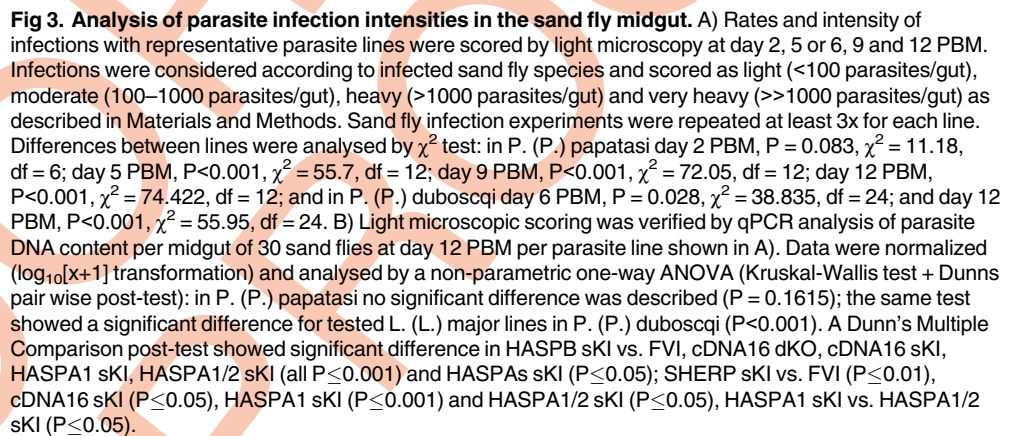 Fig 3. Analysis of parasite infection intensities in the sand fly midgut. A) Rates and intensity of
infections with representative parasite lines were scored by light microscopy at day 2, 5 or 6, 9 and 12 PBM.
Infections were considered according to infected sand fly species and scored as light (<100 parasites/gut),
moderate (100–1000 parasites/gut), heavy (>1000 parasites/gut) and very heavy (>>1000 parasites/gut) as
described in Materials and Methods. Sand fly infection experiments were repeated at least 3x for each line.
Differences between lines were analysed by χ² test: in P. (P.) papatasi day 2 PBM, P = 0.083, χ² = 11.18,
df = 6; day 5 PBM, P<0.001, χ² = 55.7, df = 12; day 9 PBM, P<0.001, χ² = 72.05, df = 12; day 12 PBM,
P<0.001, χ² = 74.422, df = 12; and in P. (P.) duboscqi day 6 PBM, P = 0.028, χ² = 38.835, df = 24; and day 12
PBM, P<0.001, χ² = 55.95, df = 24. B) Light microscopic scoring was verified by qPCR analysis of parasite
DNA content per midgut of 30 sand flies at day 12 PBM per parasite line shown in A). Data were normalized
(log₁₀[x+1] transformation) and analysed by a non-parametric one-way ANOVA (Kruskal-Wallis test + Dunns
pair wise post-test): in P. (P.) papatasi no significant difference was described (P = 0.1615); the same test
showed a significant difference for tested L. (L.) major lines in P. (P.) duboscqi (P<0.001). A Dunn's Multiple
Comparison post-test showed significant difference in HASPB sKI vs. FVI, cDNA16 dKO, cDNA16 sKI,
HASPA1 sKI, HASPA1/2 sKI (all P≤0.001) and HASPAs sKI (P≤0.05); SHERP sKI vs. FVI (P≤0.01),
cDNA16 sKI (P≤0.05), HASPA1 sKI (P≤0.001) and HASPA1/2 sKI (P≤0.05), HASPA1 sKI vs. HASPA1/2
sKI (P≤0.05).